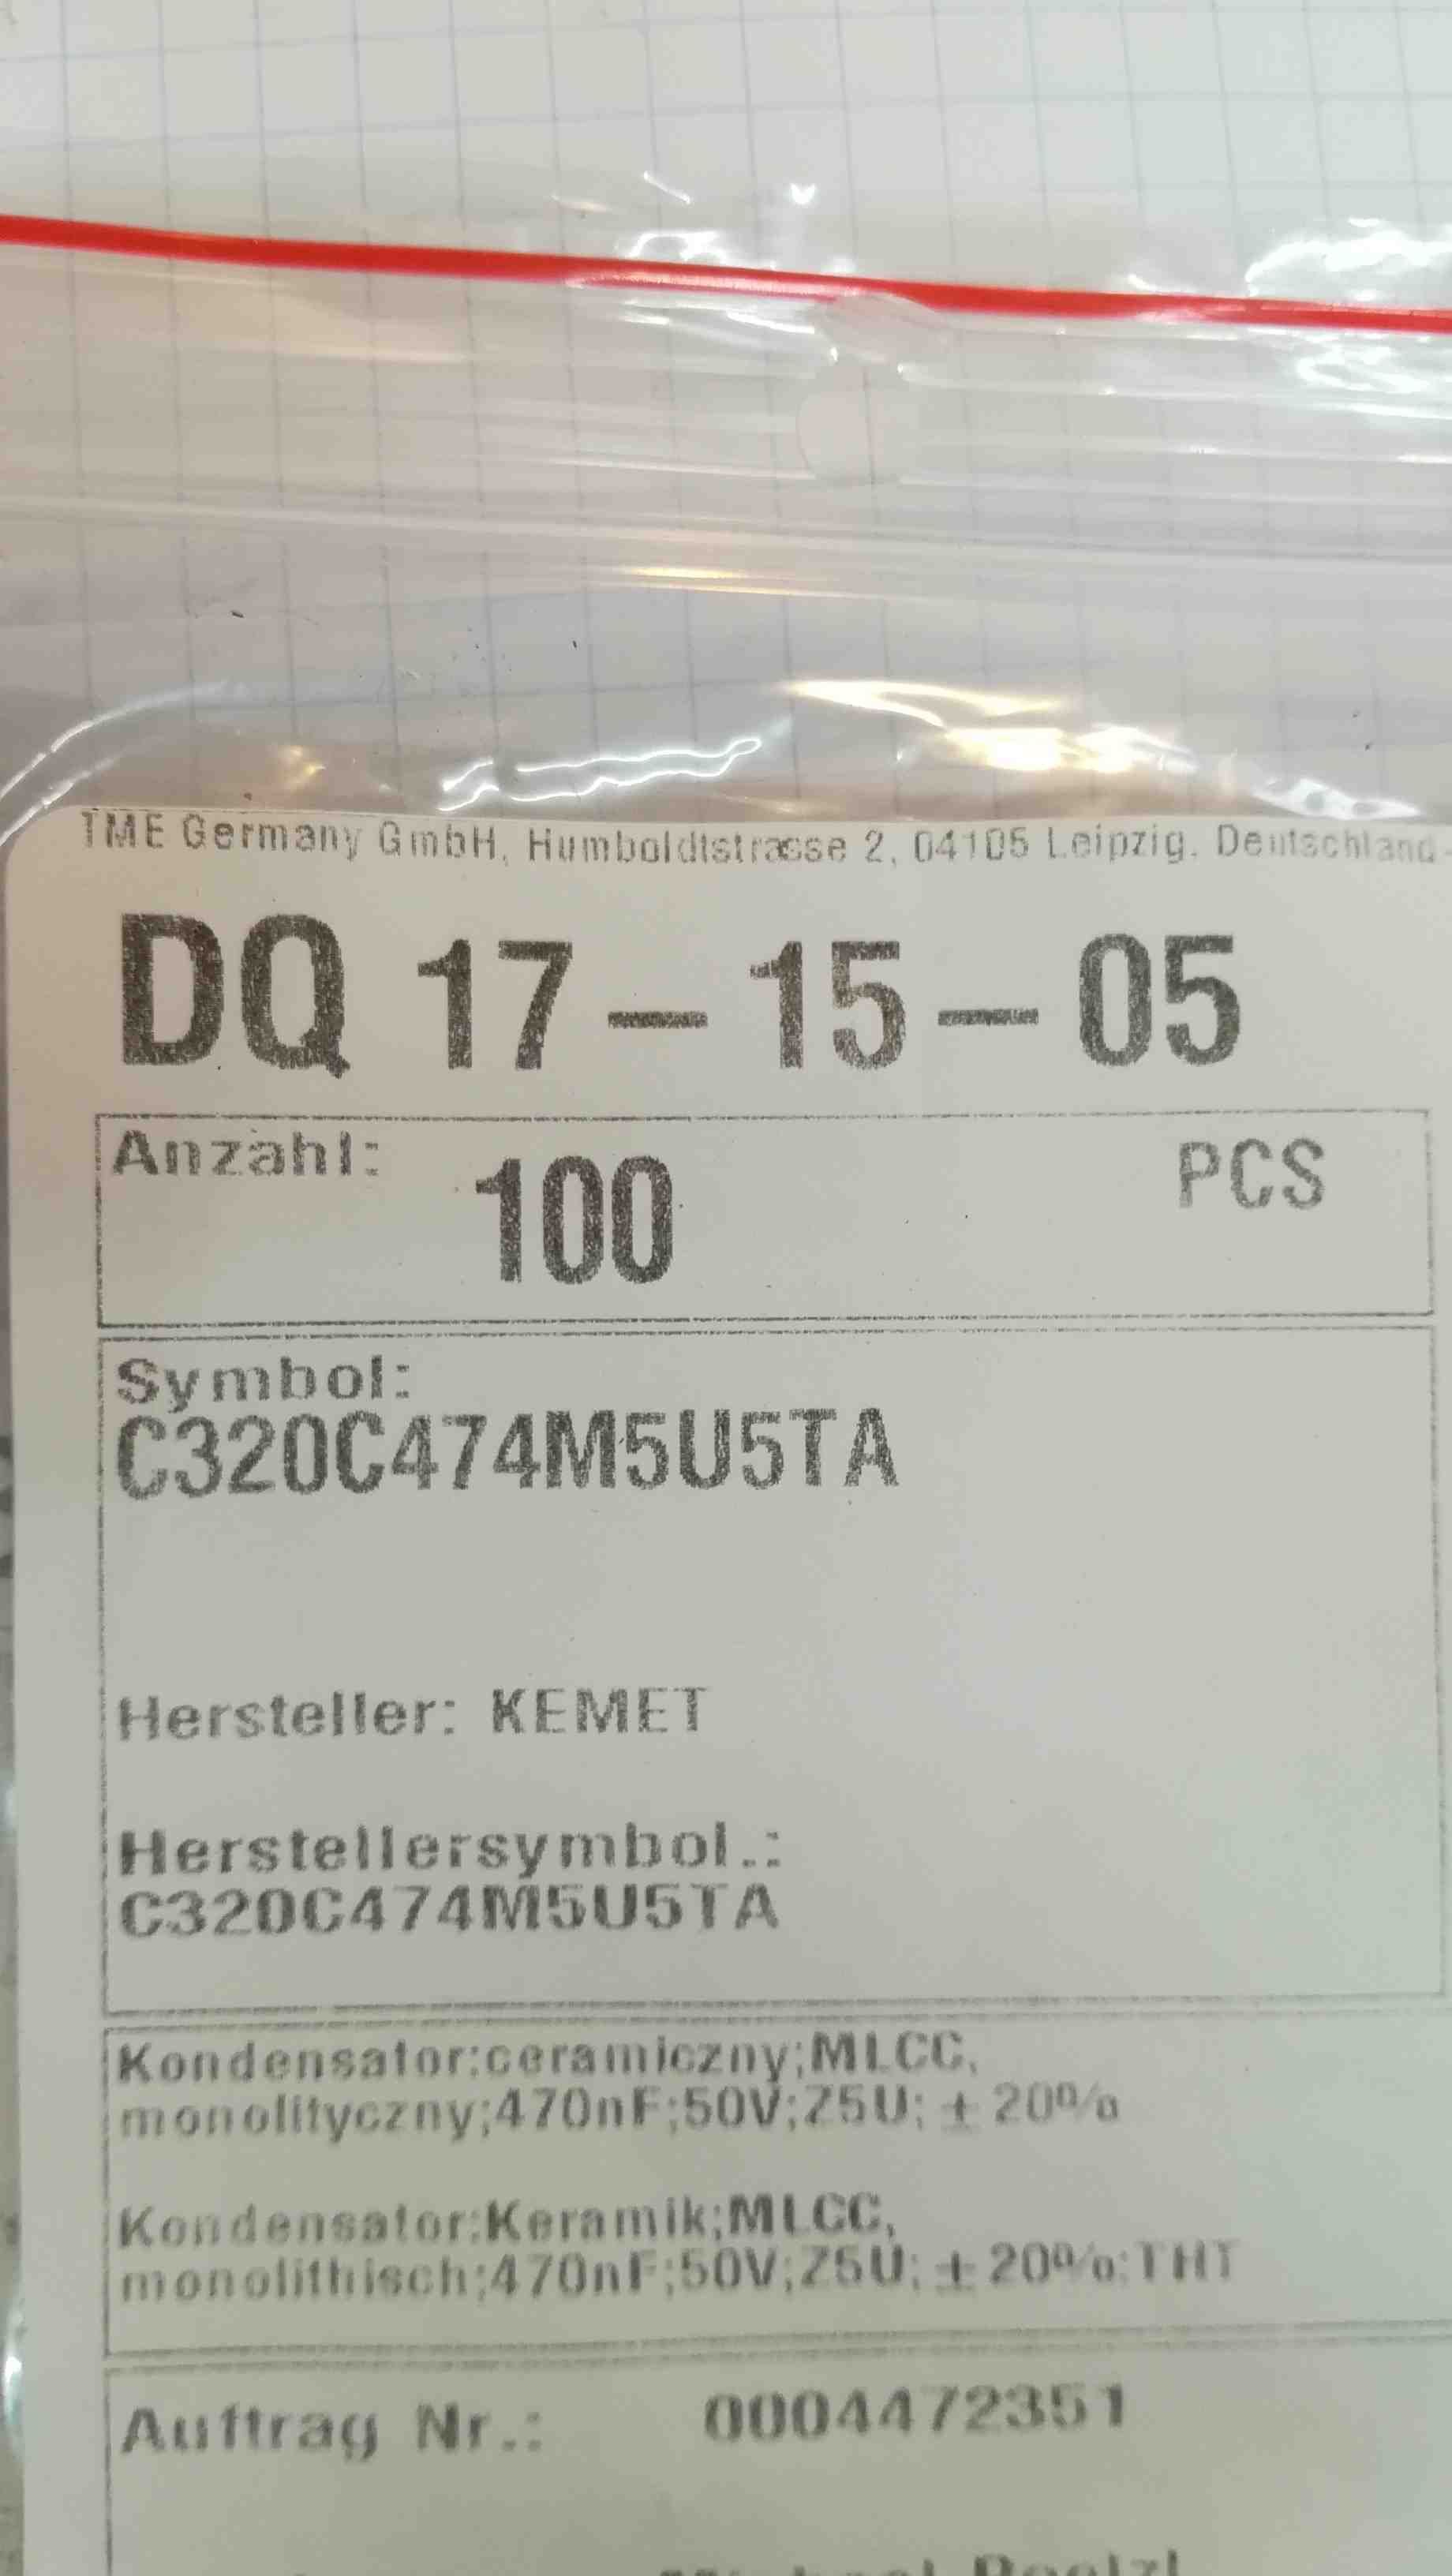 TME Germany GmbH, Humboldtstrasse 2, 04105 Leipzig, Deutschland
DQ 17 – 15 – 05
Anzahl: 100 PCS
Symbol:
C320C474M5U5TA
Hersteller: KEMET
Herstellersymbol.:
C320C474M5U5TA
Kondensator:ceramiczny;MLCC,
monolityczny;470nF;50V;Z5U; ± 20%
Kondensator:Keramik;MLCC,
monolithisch;470nF;50V;Z5U; ± 20%;THT
Auftrag Nr.: 0004472351